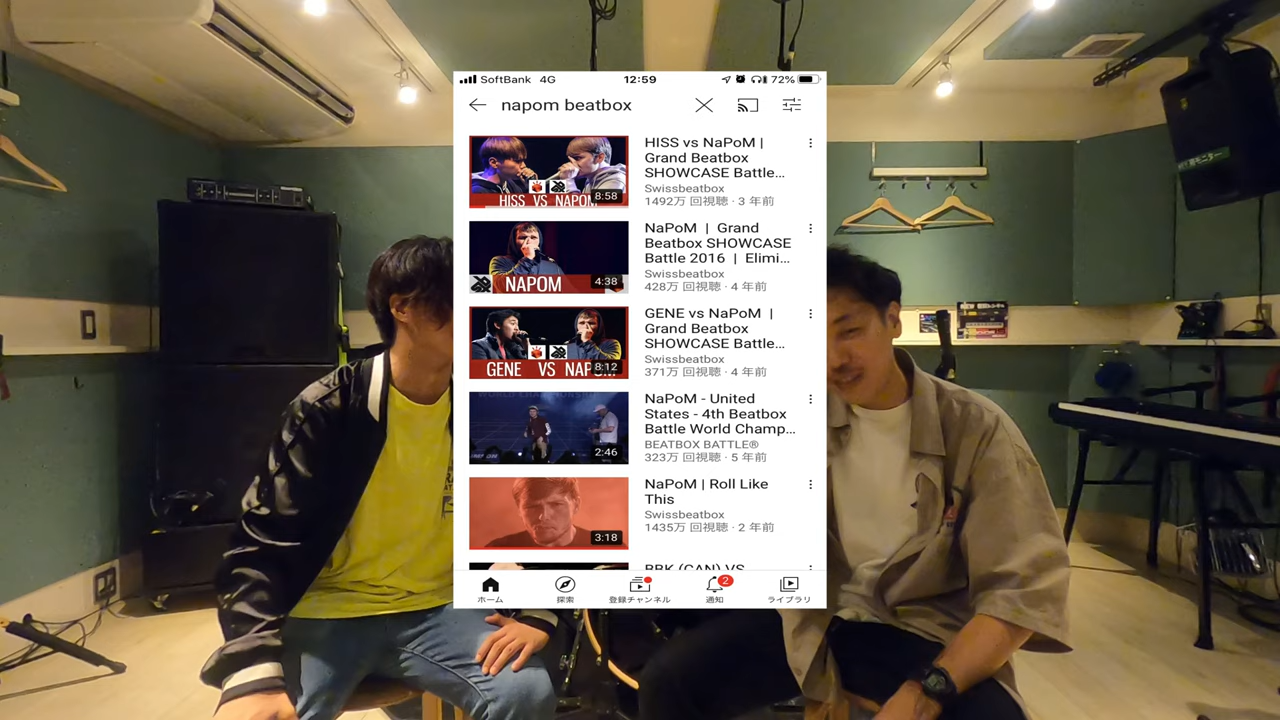 SoftBank 4G 12:59 72%
napom beatbox
HISS vs NaPoM |
Grand Beatbox
SHOWCASE Battle...
Swissbeatbox
1492万 回視聴 · 3 年前
HISS VS NAPOM
8:58
NaPoM | Grand
Beatbox SHOWCASE
Battle 2016 | Elimi...
Swissbeatbox
428万 回視聴 · 4 年前
NAPOM
4:38
GENE vs NaPoM |
Grand Beatbox
SHOWCASE Battle...
Swissbeatbox
371万 回視聴 · 4 年前
GENE VS NAPOM
8:12
NaPoM - United
States - 4th Beatbox
Battle World Champ...
BEATBOX BATTLE®
323万 回視聴 · 5 年前
2:46
NaPoM | Roll Like
This
Swissbeatbox
1435万 回視聴 · 2 年前
3:18
ホーム
探索
登録チャンネル
2
通知
ライブラリ